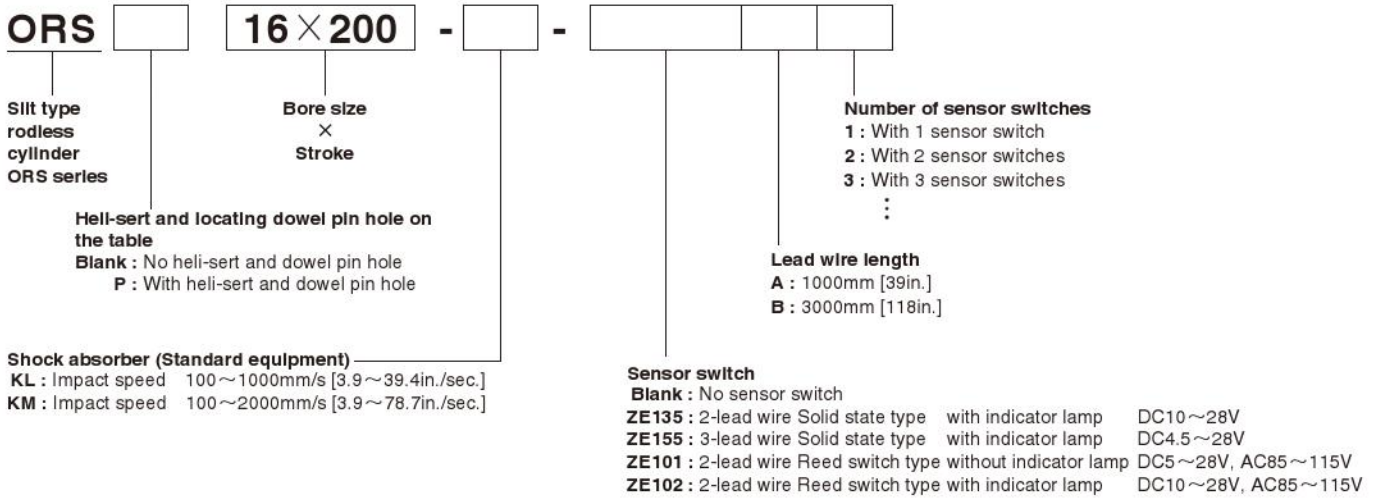 ORS 16×200 - -
Slit type
rodless
cylinder
ORS series
Bore size
×
Stroke
Number of sensor switches
1 : With 1 sensor switch
2 : With 2 sensor switches
3 : With 3 sensor switches
⋮
Heli-sert and locating dowel pin hole on
the table
Blank : No heli-sert and dowel pin hole
P : With heli-sert and dowel pin hole
Lead wire length
A : 1000mm [39in.]
B : 3000mm [118in.]
Shock absorber (Standard equipment)
KL : Impact speed 100～1000mm/s [3.9～39.4in./sec.]
KM : Impact speed 100～2000mm/s [3.9～78.7in./sec.]
Sensor switch
Blank : No sensor switch
ZE135 : 2-lead wire Solid state type with indicator lamp DC10～28V
ZE155 : 3-lead wire Solid state type with indicator lamp DC4.5～28V
ZE101 : 2-lead wire Reed switch type without indicator lamp DC5～28V, AC85～115V
ZE102 : 2-lead wire Reed switch type with indicator lamp DC10～28V, AC85～115V